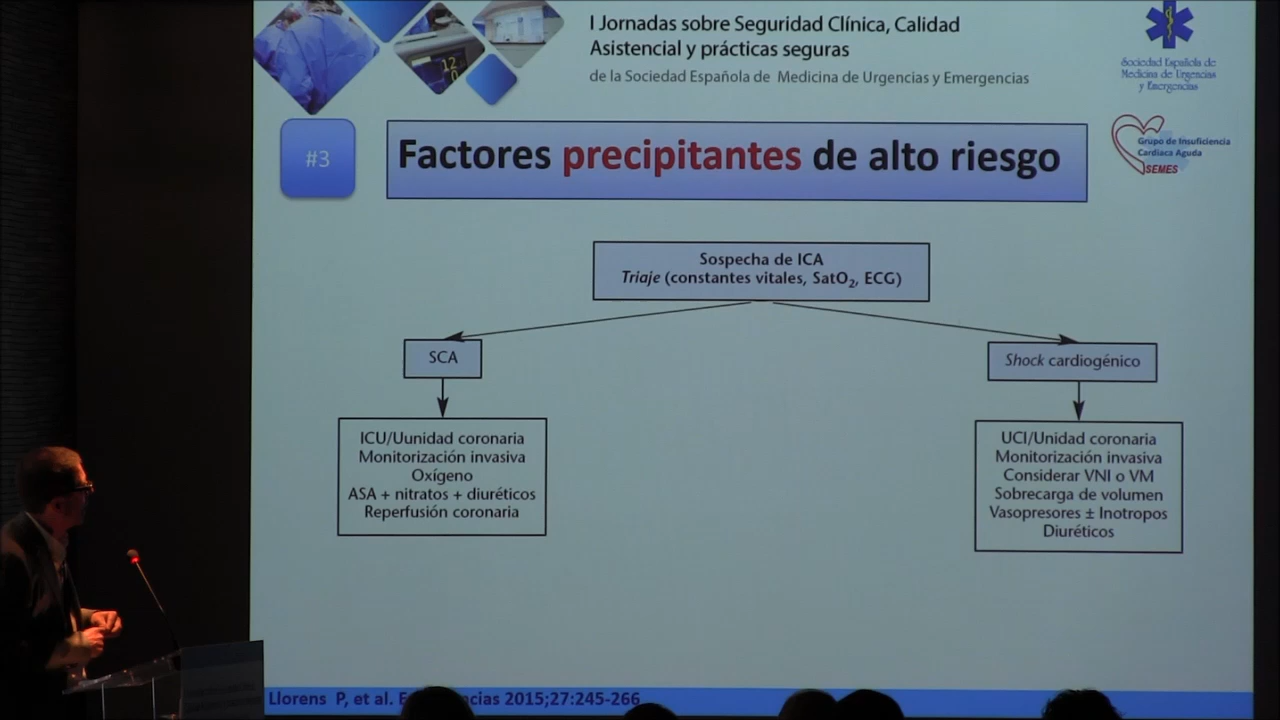 I Jornadas sobre Seguridad Clínica, Calidad
Asistencial y prácticas seguras
de la Sociedad Española de Medicina de Urgencias y Emergencias
Sociedad Española de
Medicina de Urgencias
y Emergencias
#3
Factores precipitantes de alto riesgo
Grupo de Insuficiencia
Cardiaca Aguda
SEMES
Sospecha de ICA
Triaje (constantes vitales, SatO₂, ECG)
SCA
Shock cardiogénico
ICU/Uunidad coronaria
Monitorización invasiva
Oxígeno
ASA + nitratos + diuréticos
Reperfusión coronaria
UCI/Unidad coronaria
Monitorización invasiva
Considerar VNI o VM
Sobrecarga de volumen
Vasopresores ± Inotropos
Diuréticos
Llorens P, et al. 2015;27:245-266